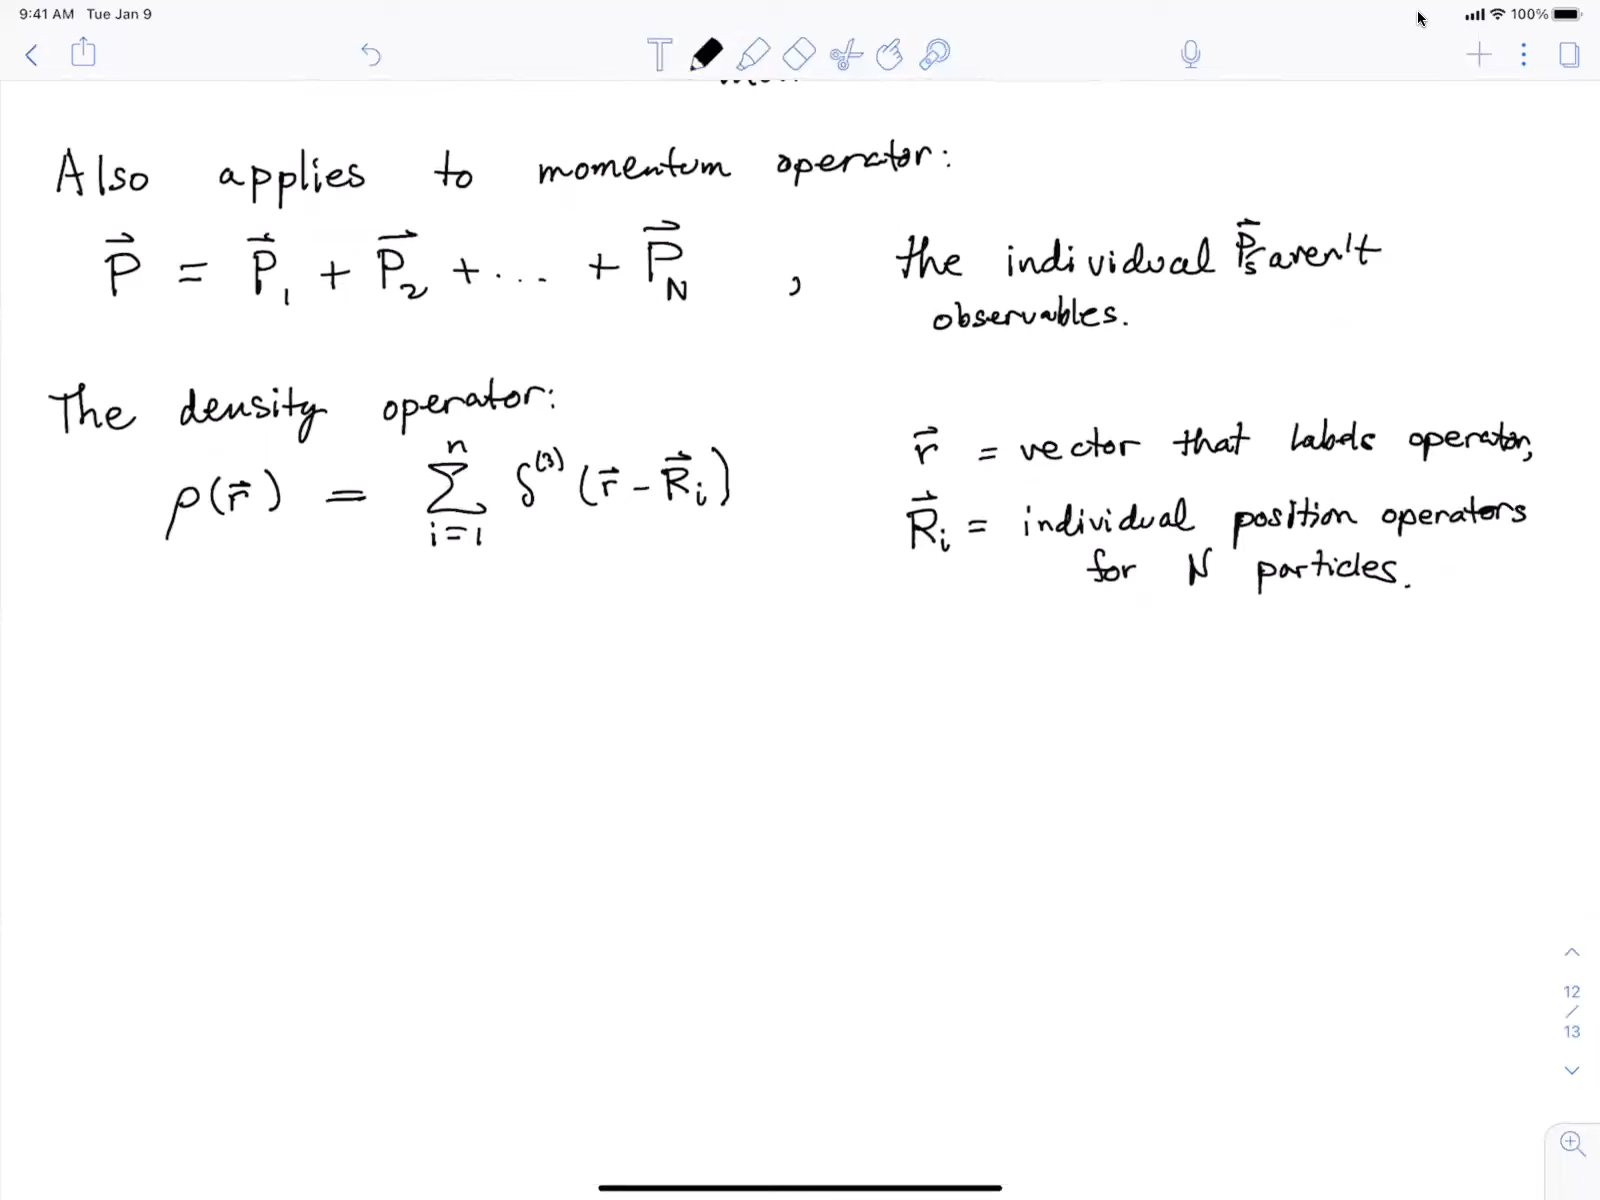 9:41 AM Tue Jan 9
100%
Also applies to momentum operator:
P⃗ = P⃗₁ + P⃗₂ + ... + P⃗_N , the individual P⃗s aren't
observables.
The density operator:
r⃗ = vector that labels operator,
ρ(r⃗) = Σ_{i=1}^{n} δ⁽³⁾(r⃗ - R⃗ᵢ)
R⃗ᵢ = individual position operators
for N particles.
12
/
13